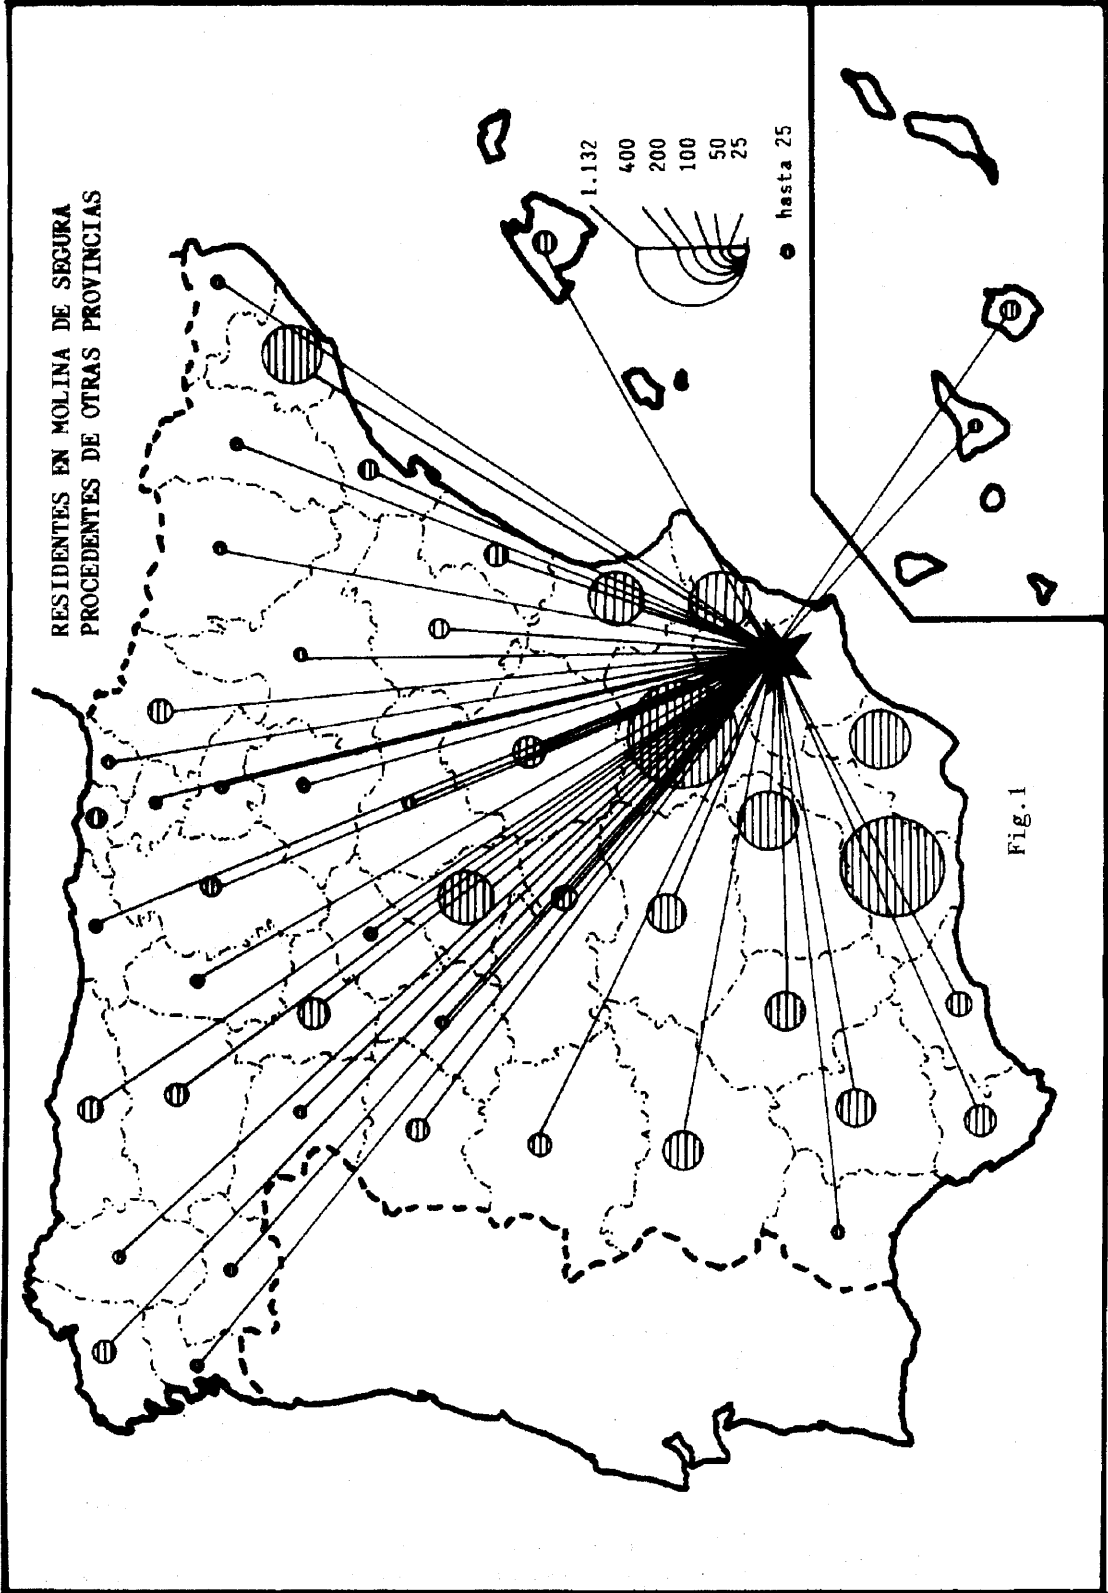 RESIDENTES EN MOLINA DE SEGURA
PROCEDENTES DE OTRAS PROVINCIAS
1.132
400
200
100
50
25
hasta 25
Fig.1